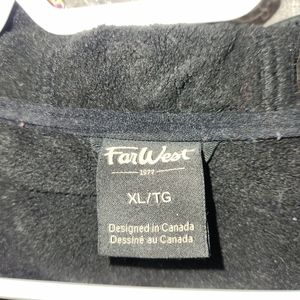 FarWest
1977
XL/TG
Designed in Canada
Dessiné au Canada